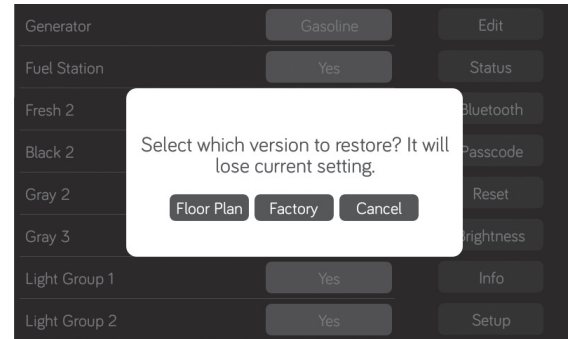 Generator Gasoline Edit
Fuel Station Yes Status
Fresh 2 Bluetooth
Black 2 Passcode
Gray 2 Reset
Gray 3 Brightness
Light Group 1 Yes Info
Light Group 2 Yes Setup
Select which version to restore? It will
lose current setting.
Floor Plan Factory Cancel